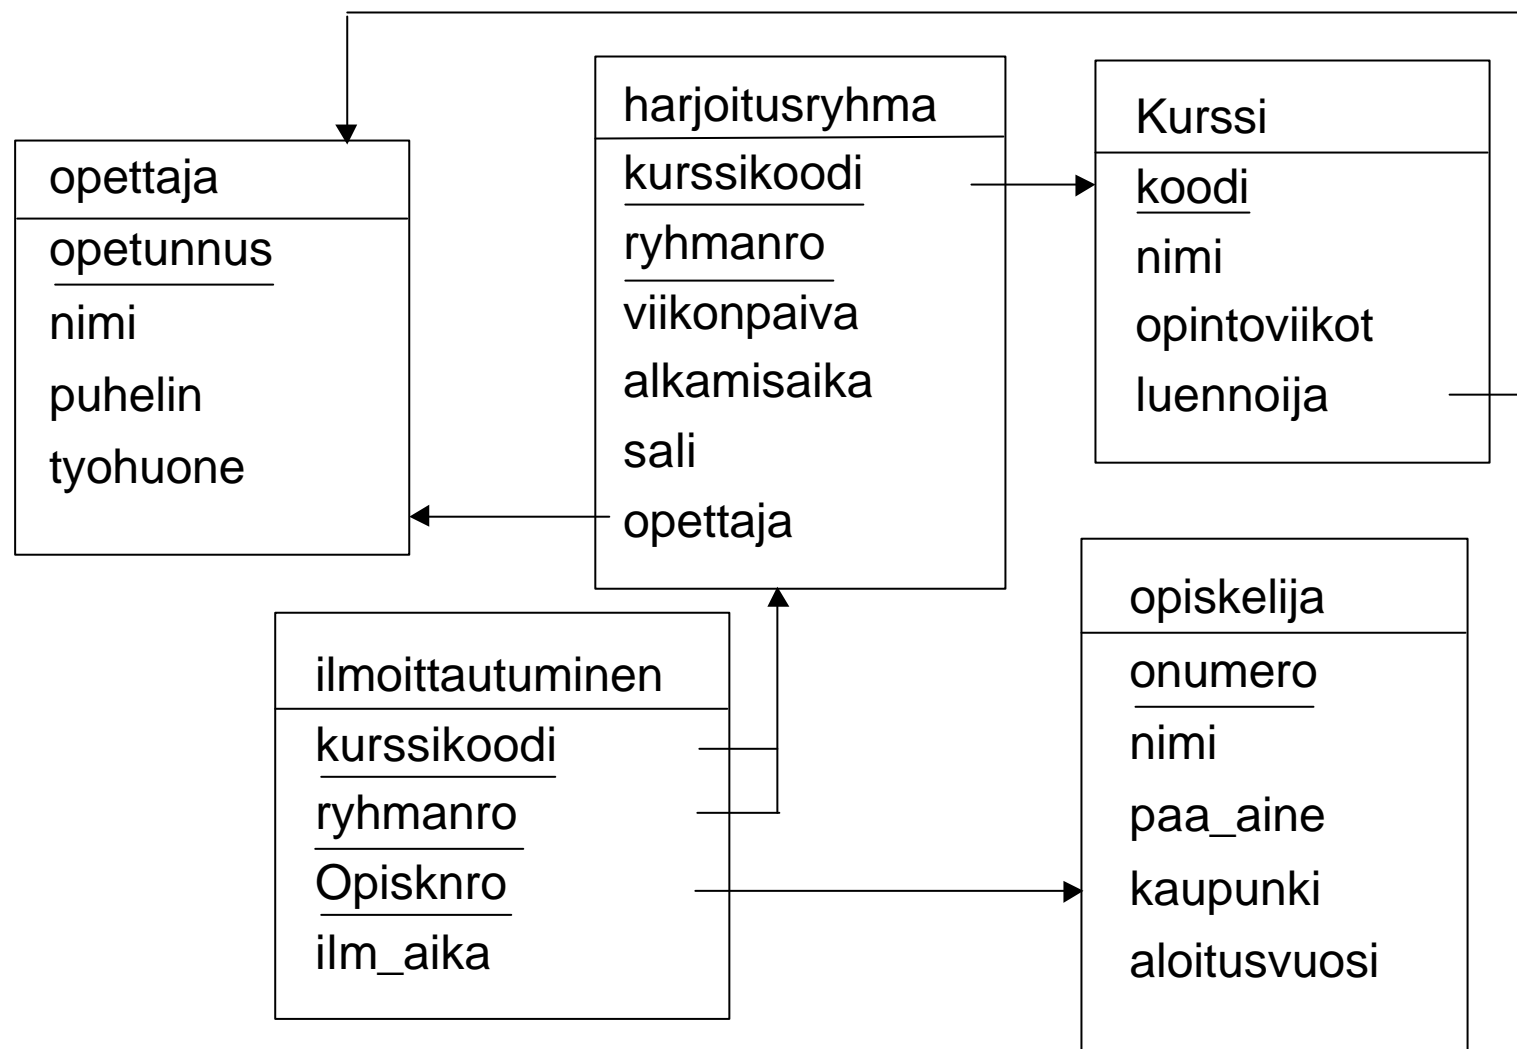 opettaja
opetunnus
nimi
puhelin
tyohuone
harjoitusryhma
kurssikoodi
ryhmanro
viikonpaiva
alkamisaika
sali
opettaja
Kurssi
koodi
nimi
opintoviikot
luennoija
ilmoittautuminen
kurssikoodi
ryhmanro
Opisknro
ilm_aika
opiskelija
onumero
nimi
paa_aine
kaupunki
aloitusvuosi